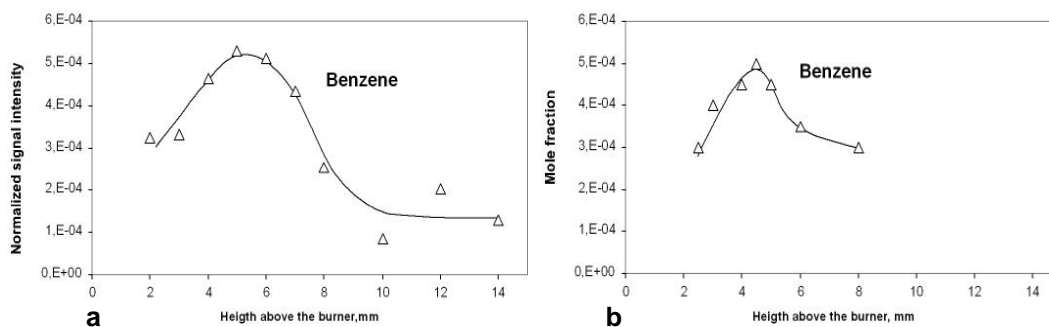 Normalized signal intensity
6,E-04
5,E-04
4,E-04
3,E-04
2,E-04
1,E-04
0,E+00
Benzene
0 2 4 6 8 10 12 14
Heigth above the burner,mm
a
Mole fraction
6,E-04
5,E-04
4,E-04
3,E-04
2,E-04
1,E-04
0,E+00
Benzene
0 2 4 6 8 10 12 14
Heigth above the burner, mm
b